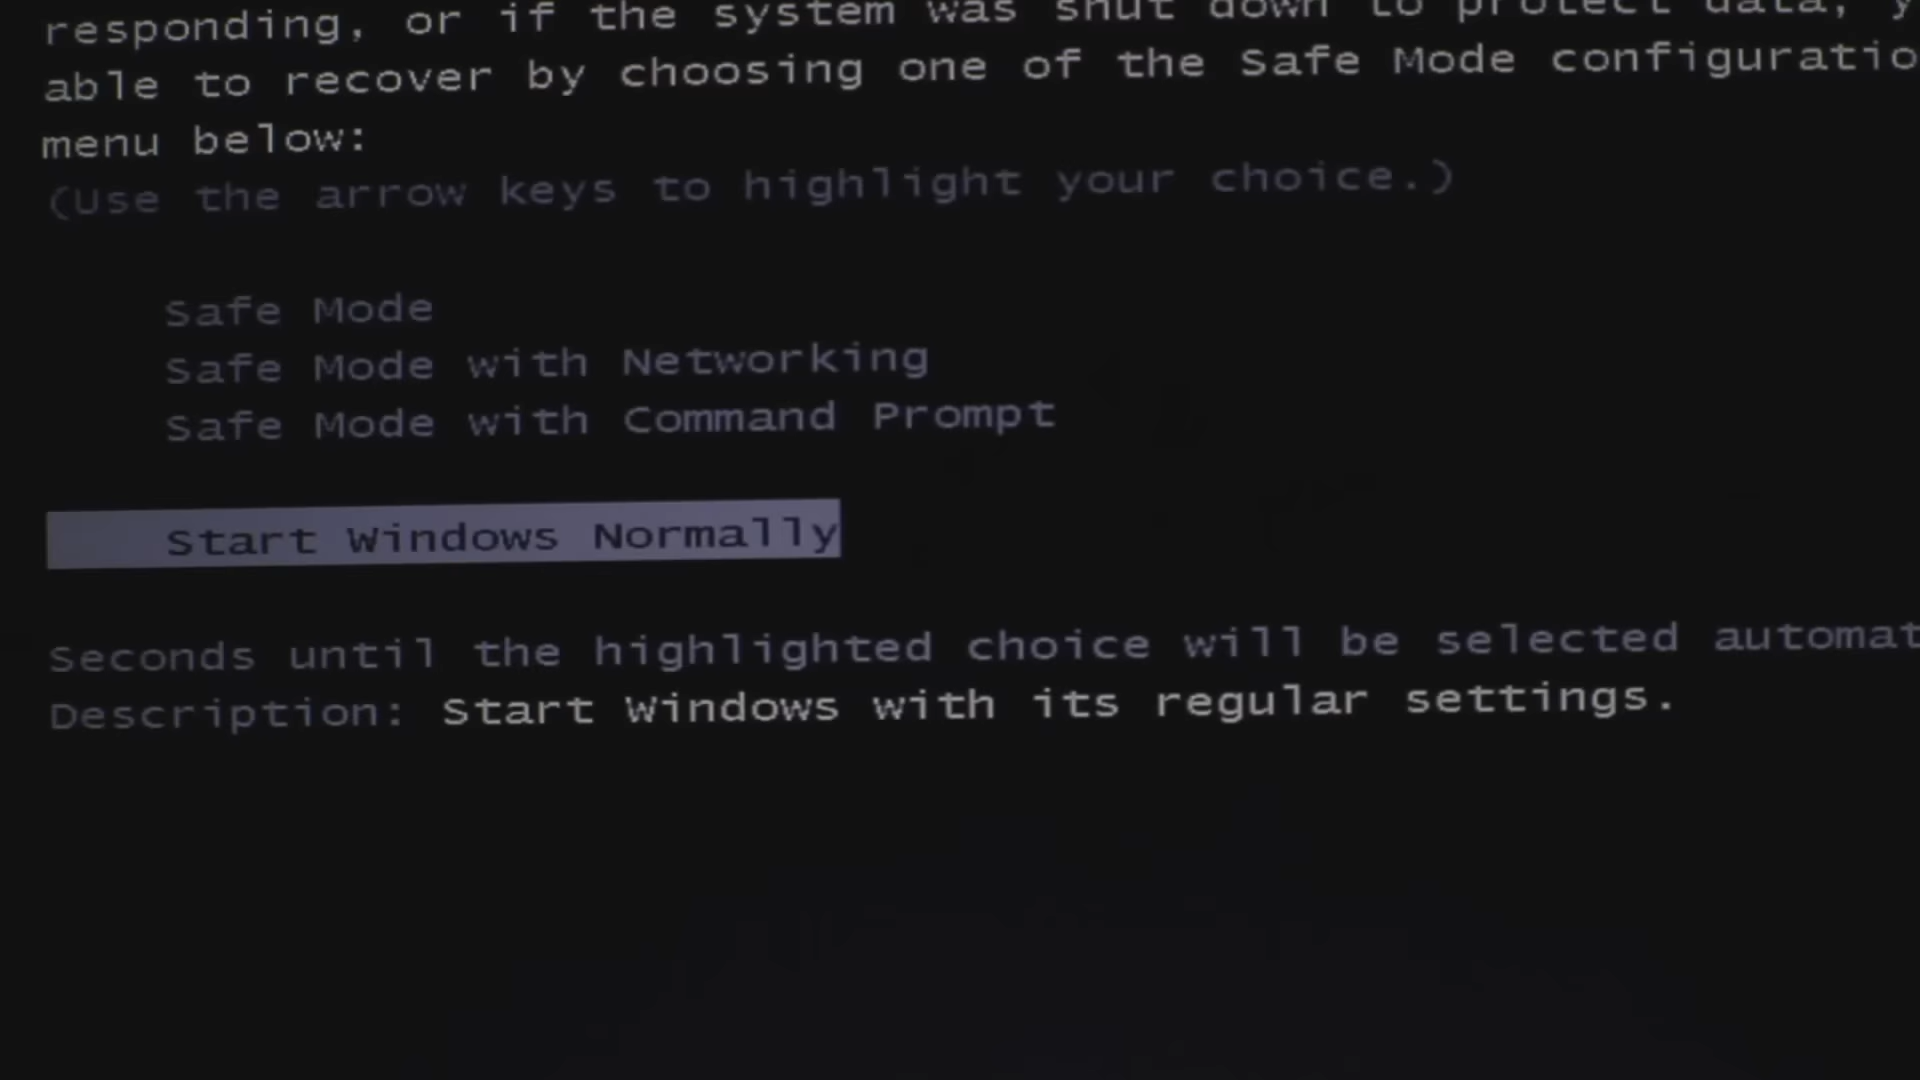 responding, or if the system was shut down to protect data,
able to recover by choosing one of the Safe Mode configuratio
menu below:
(Use the arrow keys to highlight your choice.)
Safe Mode
Safe Mode with Networking
Safe Mode with Command Prompt
Start Windows Normally
Seconds until the highlighted choice will be selected automat
Description: Start Windows with its regular settings.